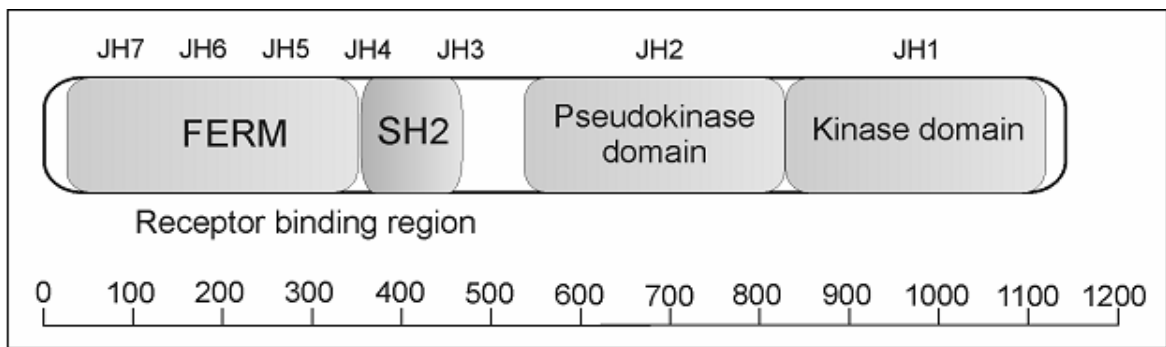 JH7 JH6 JH5 JH4 JH3 JH2 JH1
FERM SH2 Pseudokinase domain Kinase domain
Receptor binding region
0 100 200 300 400 500 600 700 800 900 1000 1100 1200